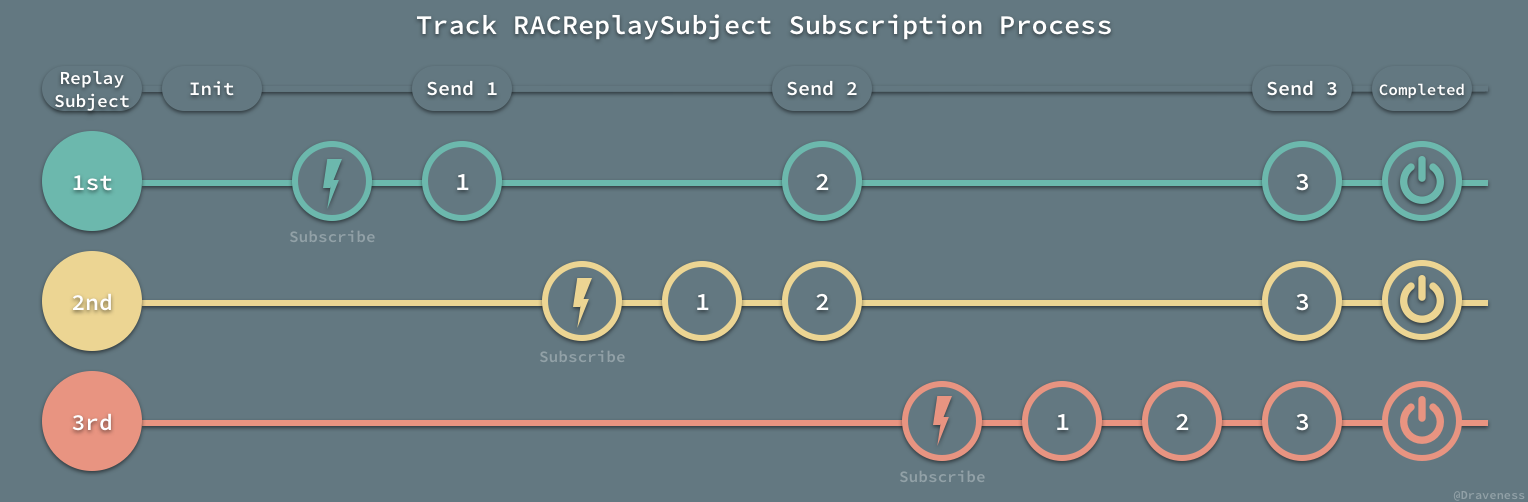 Track RACReplaySubject Subscription Process
Replay
Subject
Init
Send 1
Send 2
Send 3
Completed
1st
1
2
3
Subscribe
2nd
1
2
3
Subscribe
3rd
1
2
3
Subscribe
@Draveness